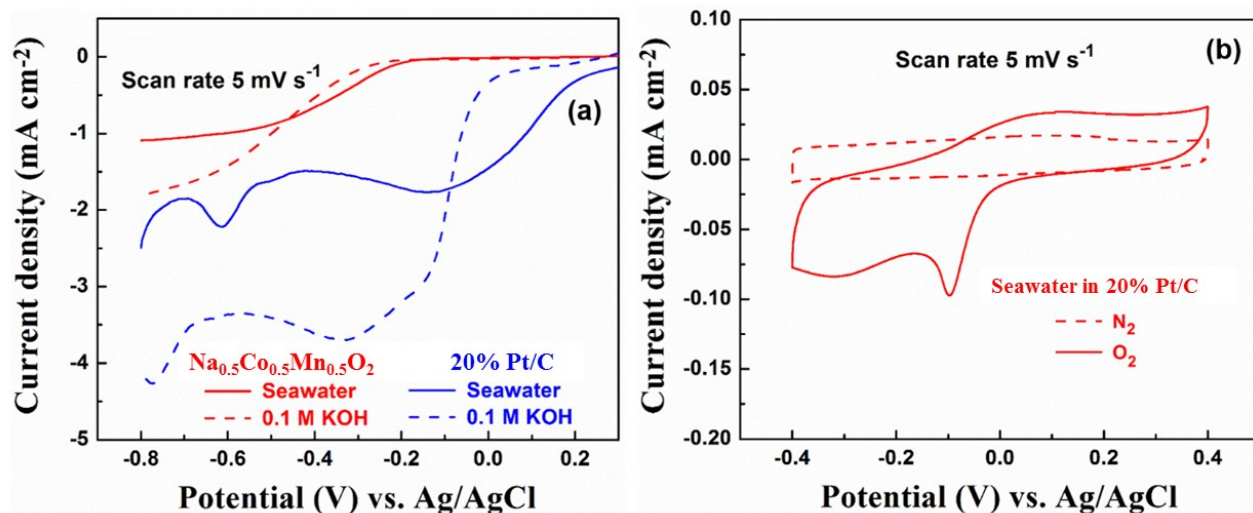 (a)
Scan rate 5 mV s⁻¹
0
-1
-2
-3
-4
-5
Current density (mA cm⁻²)
Na₀.₅Co₀.₅Mn₀.₅O₂
Seawater
0.1 M KOH
20% Pt/C
Seawater
0.1 M KOH
-0.8
-0.6
-0.4
-0.2
0.0
0.2
Potential (V) vs. Ag/AgCl
(b)
Scan rate 5 mV s⁻¹
0.10
0.05
0.00
-0.05
-0.10
-0.15
-0.20
Current density (mA cm⁻²)
Seawater in 20% Pt/C
N₂
O₂
-0.4
-0.2
0.0
0.2
0.4
Potential (V) vs. Ag/AgCl